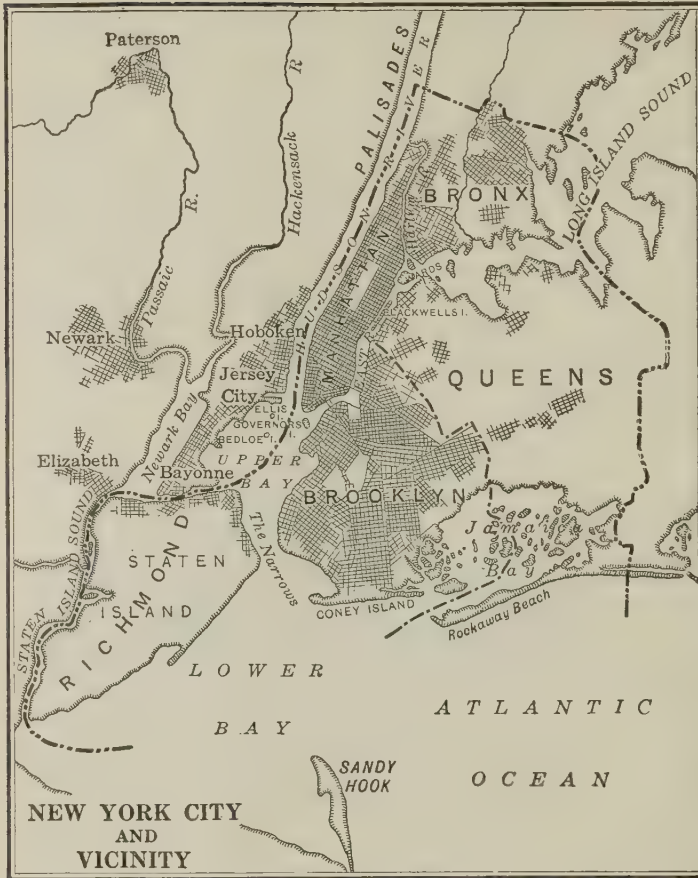 Paterson
PALISADES
HUDSON RIVER
Hackensack R
Passaic R.
LONG ISLAND SOUND
BRONX
Harlem
MANHATTAN
BLACKWELLS I.
Newark
Hoboken
Jersey City
EAST
QUEENS
ELLIS I.
GOVERNORS I.
BEDLOE I.
Newark Bay
UPPER BAY
Elizabeth
Bayonne
BROOKLYN
Jamaica Bay
The Narrows
STATEN ISLAND SOUND
STATEN ISLAND
RICHMOND
CONEY ISLAND
Rockaway Beach
LOWER BAY
ATLANTIC OCEAN
SANDY HOOK
NEW YORK CITY
AND
VICINITY